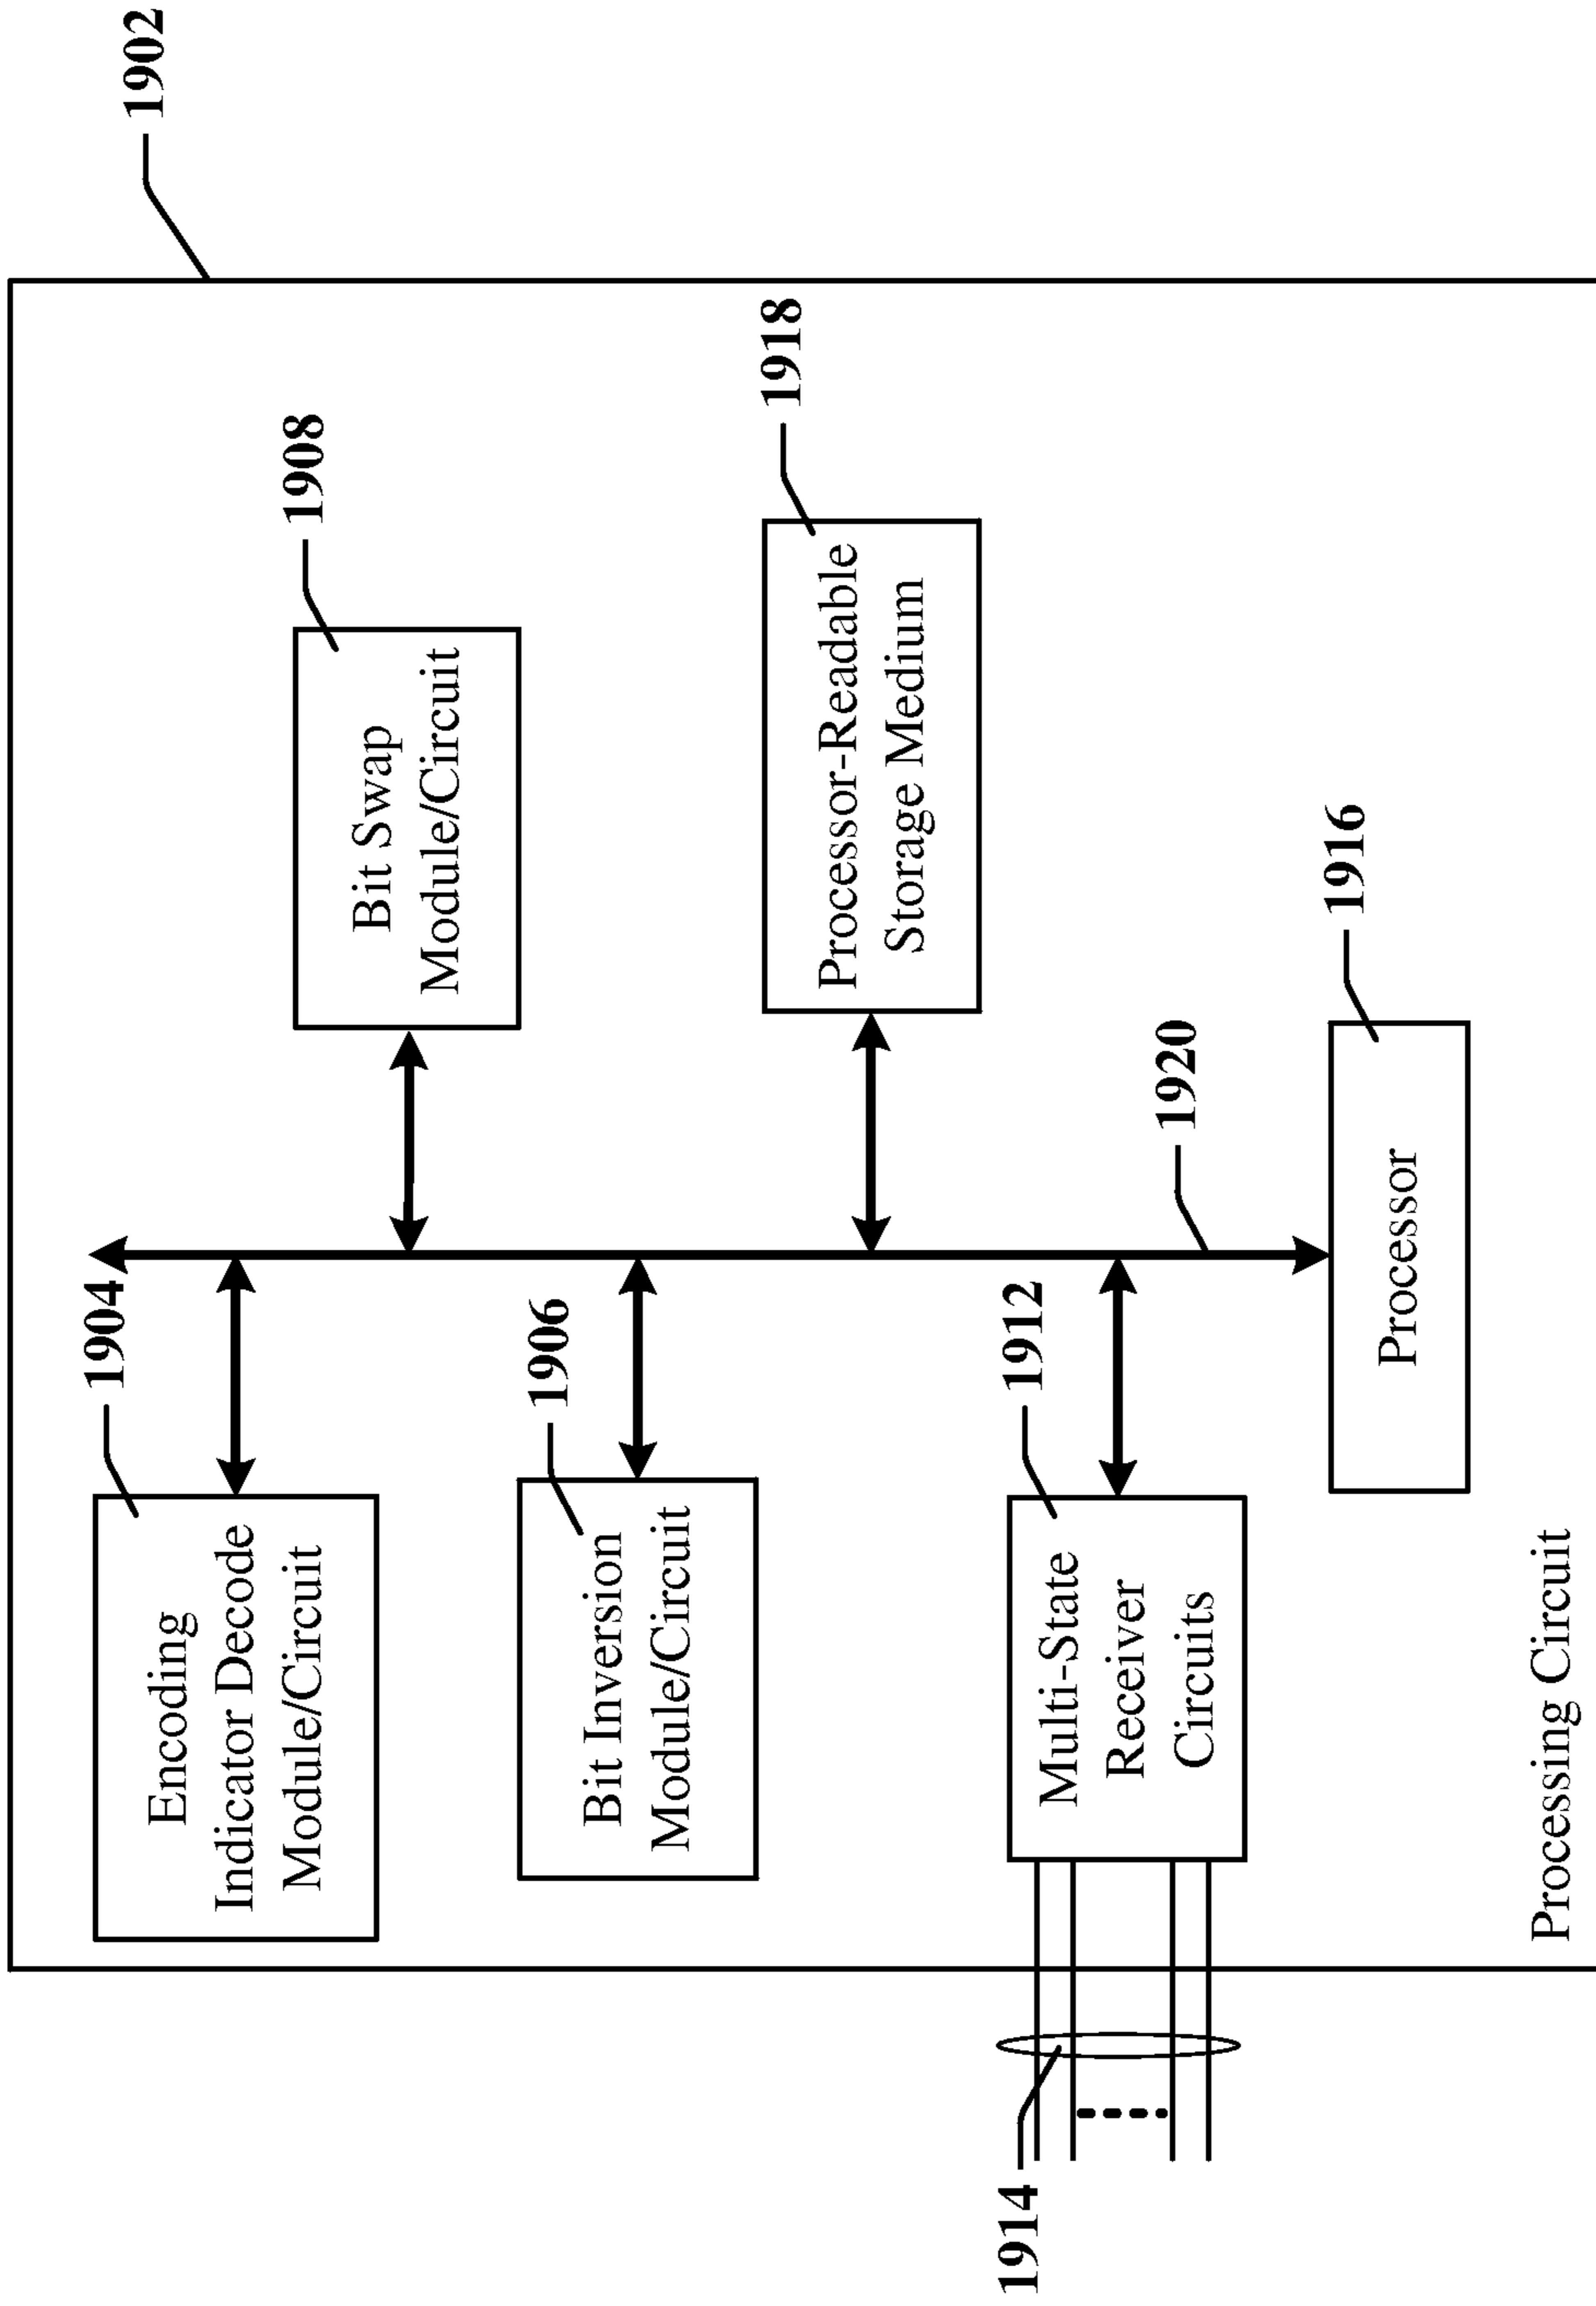 1902
1904
Encoding
Indicator Decode
Module/Circuit
1908
Bit Swap
Module/Circuit
1906
Bit Inversion
Module/Circuit
1918
Processor-Readable
Storage Medium
1912
Multi-State
Receiver
Circuits
1914
1920
1916
Processor
Processing Circuit